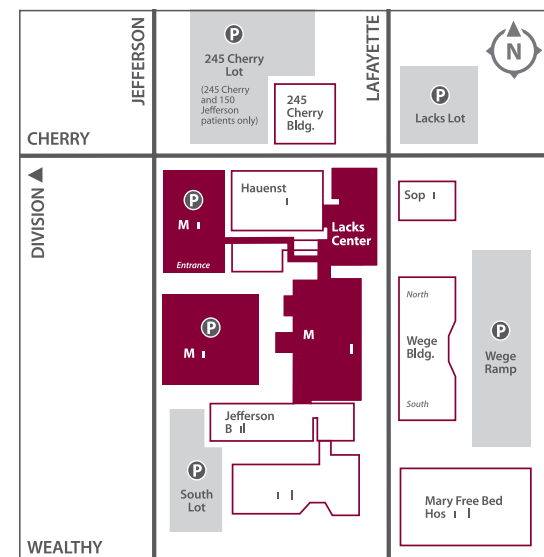 JEFFERSON
LAFAYETTE
N
P
245 Cherry
Lot
(245 Cherry
and 150
Jefferson
patients only)
245
Cherry
Bldg.
P
Lacks Lot
CHERRY
DIVISION
P
M
Entrance
Hauenst
Lacks
Center
Sop
P
M
M
North
Wege
Bldg.
South
P
Wege
Ramp
Jefferson
B
P
South
Lot
Mary Free Bed
Hos
WEALTHY